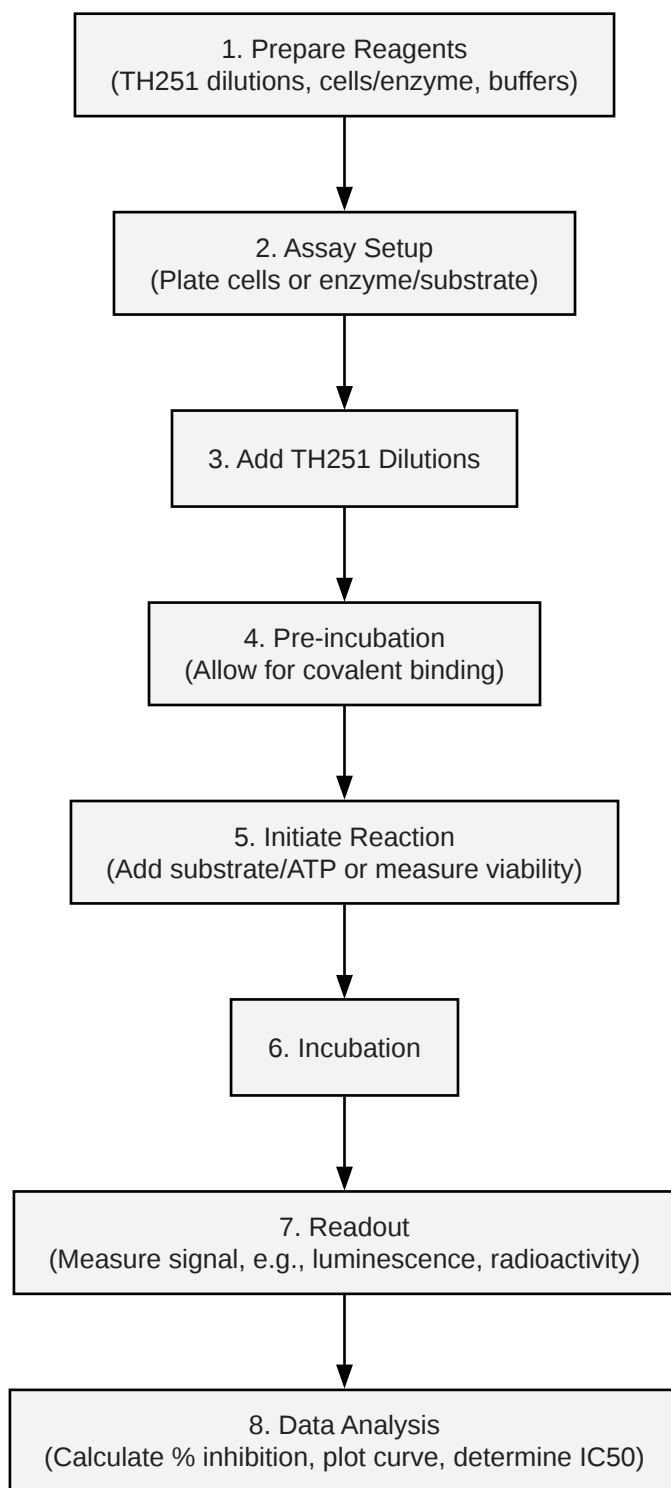 1. Prepare Reagents
(TH251 dilutions, cells/enzyme, buffers)
2. Assay Setup
(Plate cells or enzyme/substrate)
3. Add TH251 Dilutions
4. Pre-incubation
(Allow for covalent binding)
5. Initiate Reaction
(Add substrate/ATP or measure viability)
6. Incubation
7. Readout
(Measure signal, e.g., luminescence, radioactivity)
8. Data Analysis
(Calculate % inhibition, plot curve, determine IC50)